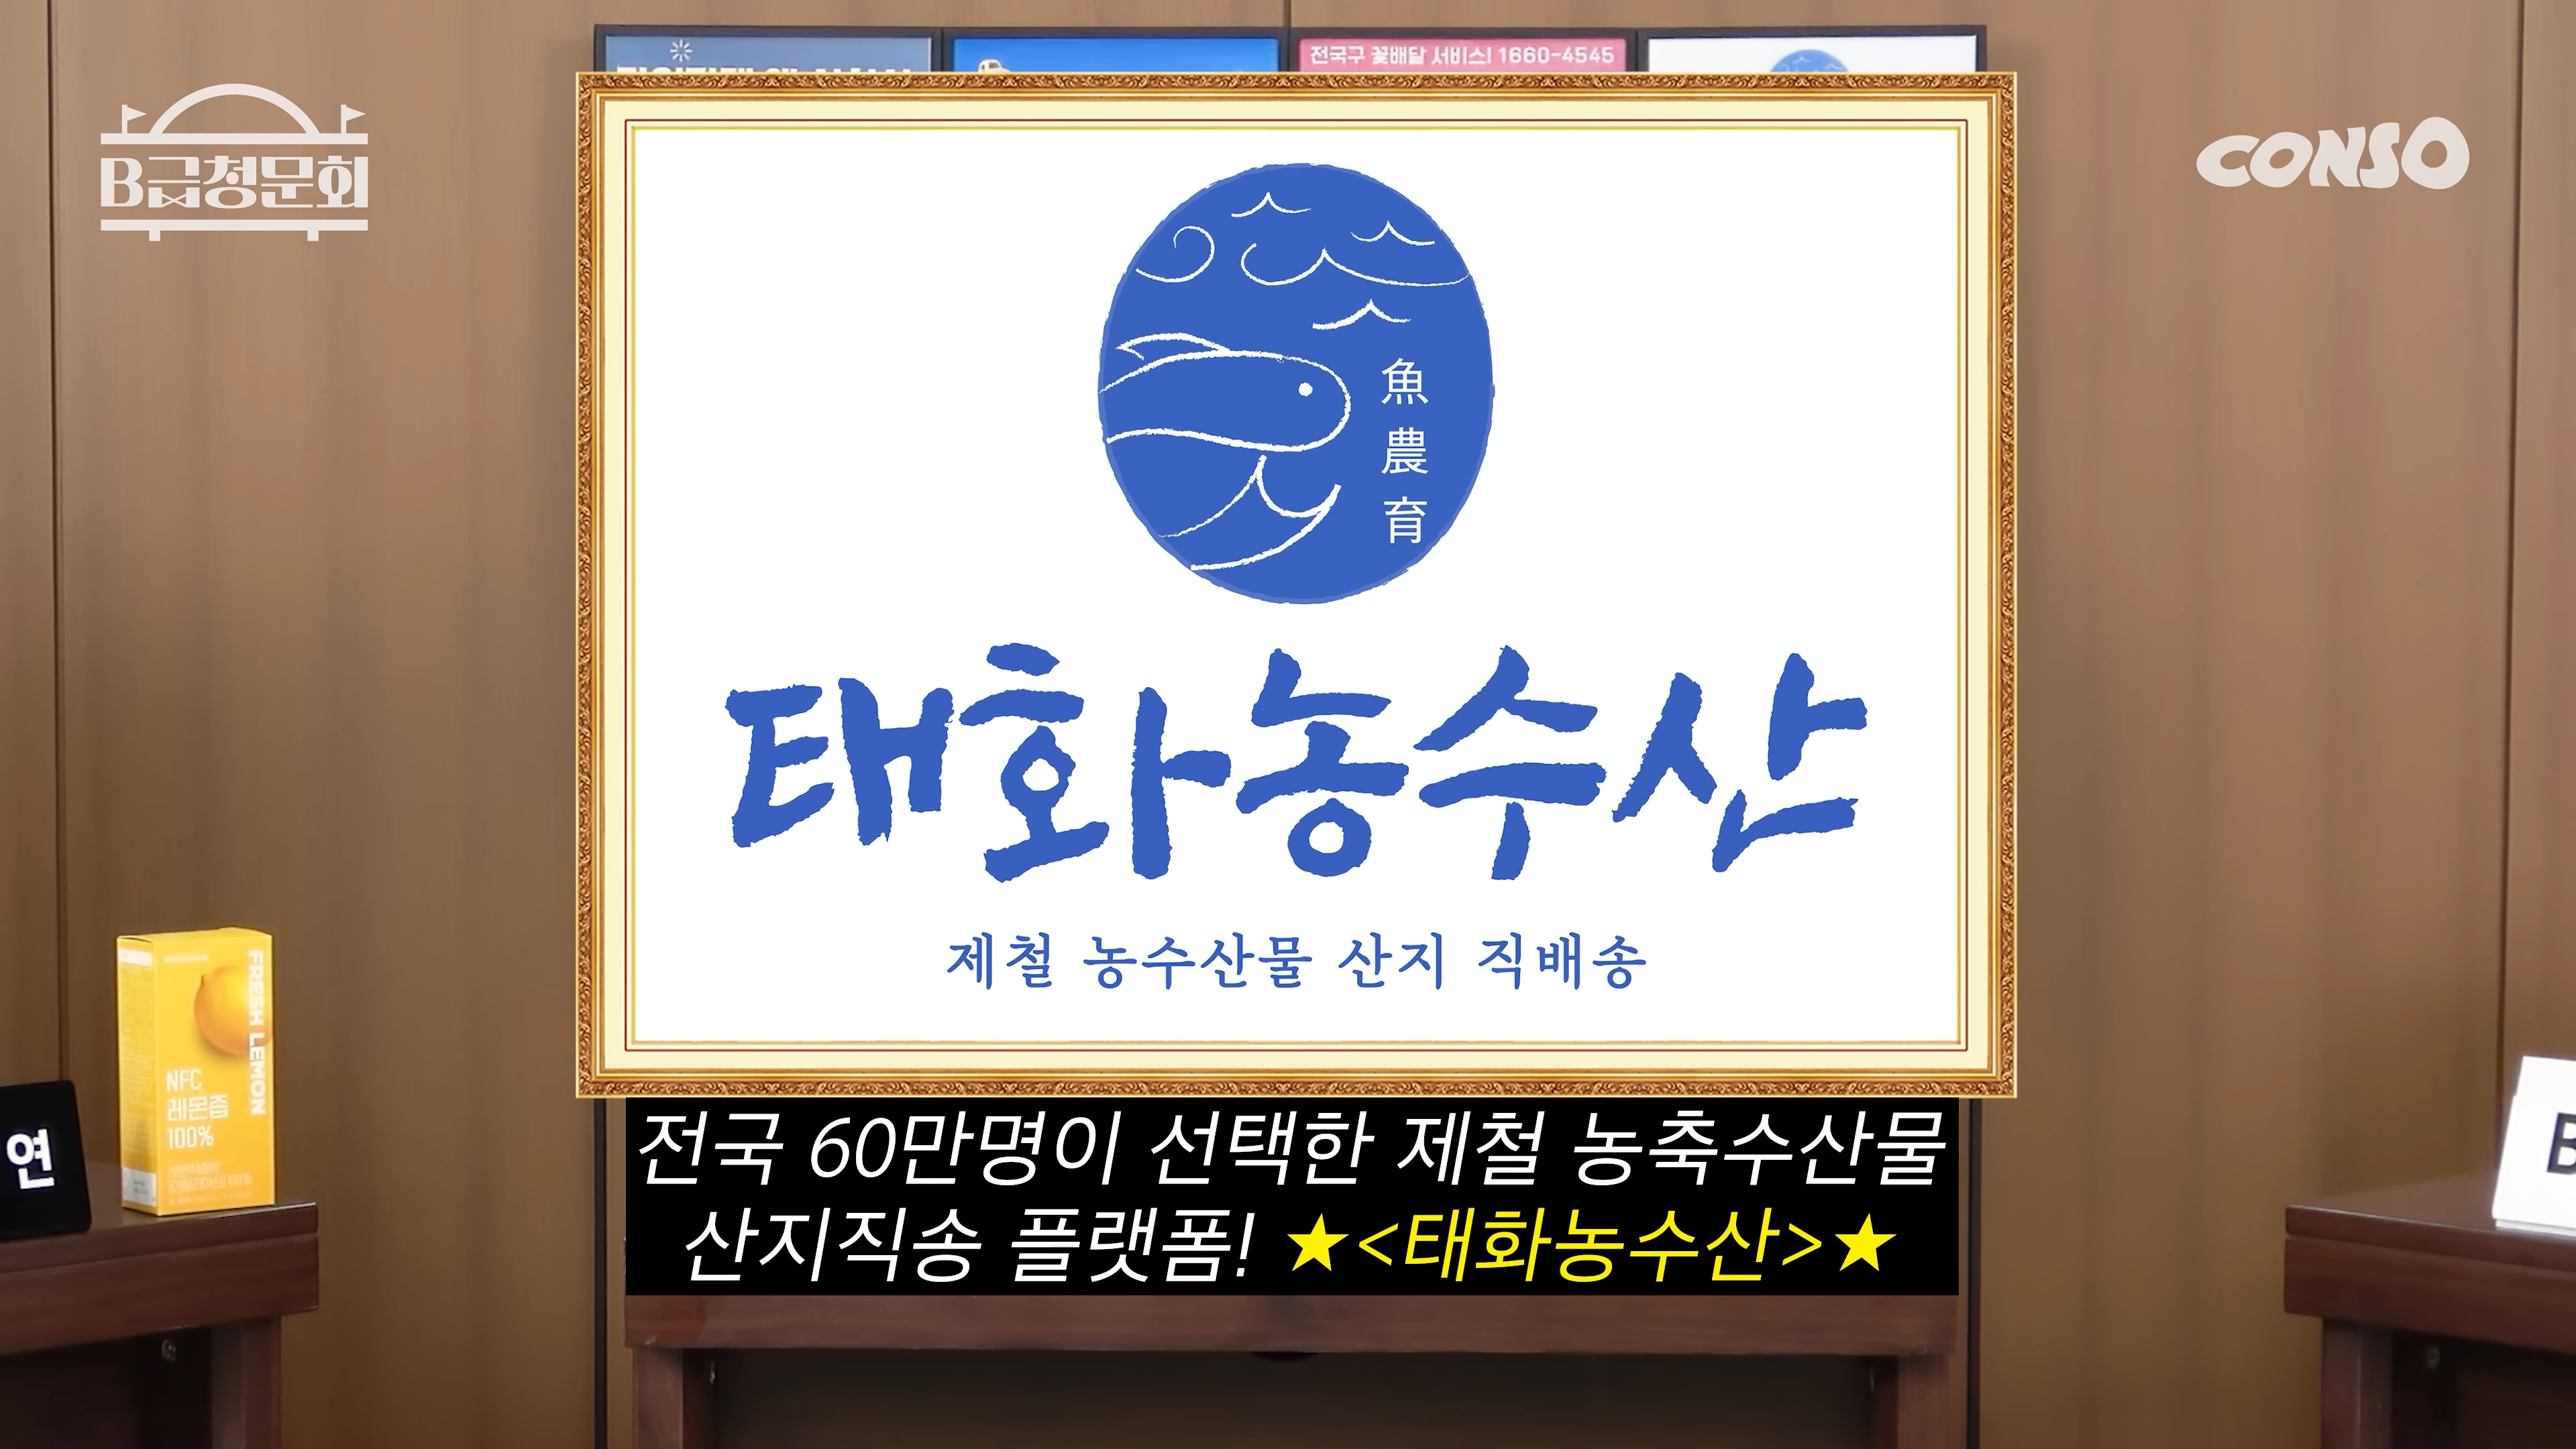 전국구 꽃배달 서비스! 1660-4545
B급청문회
CONSO
魚
農
育
태화농수산
제철 농수산물 산지 직배송
FRESH LEMON
NFC
레몬즙
100%
연
전국 60만명이 선택한 제철 농축수산물
산지직송 플랫폼! ★<태화농수산>★